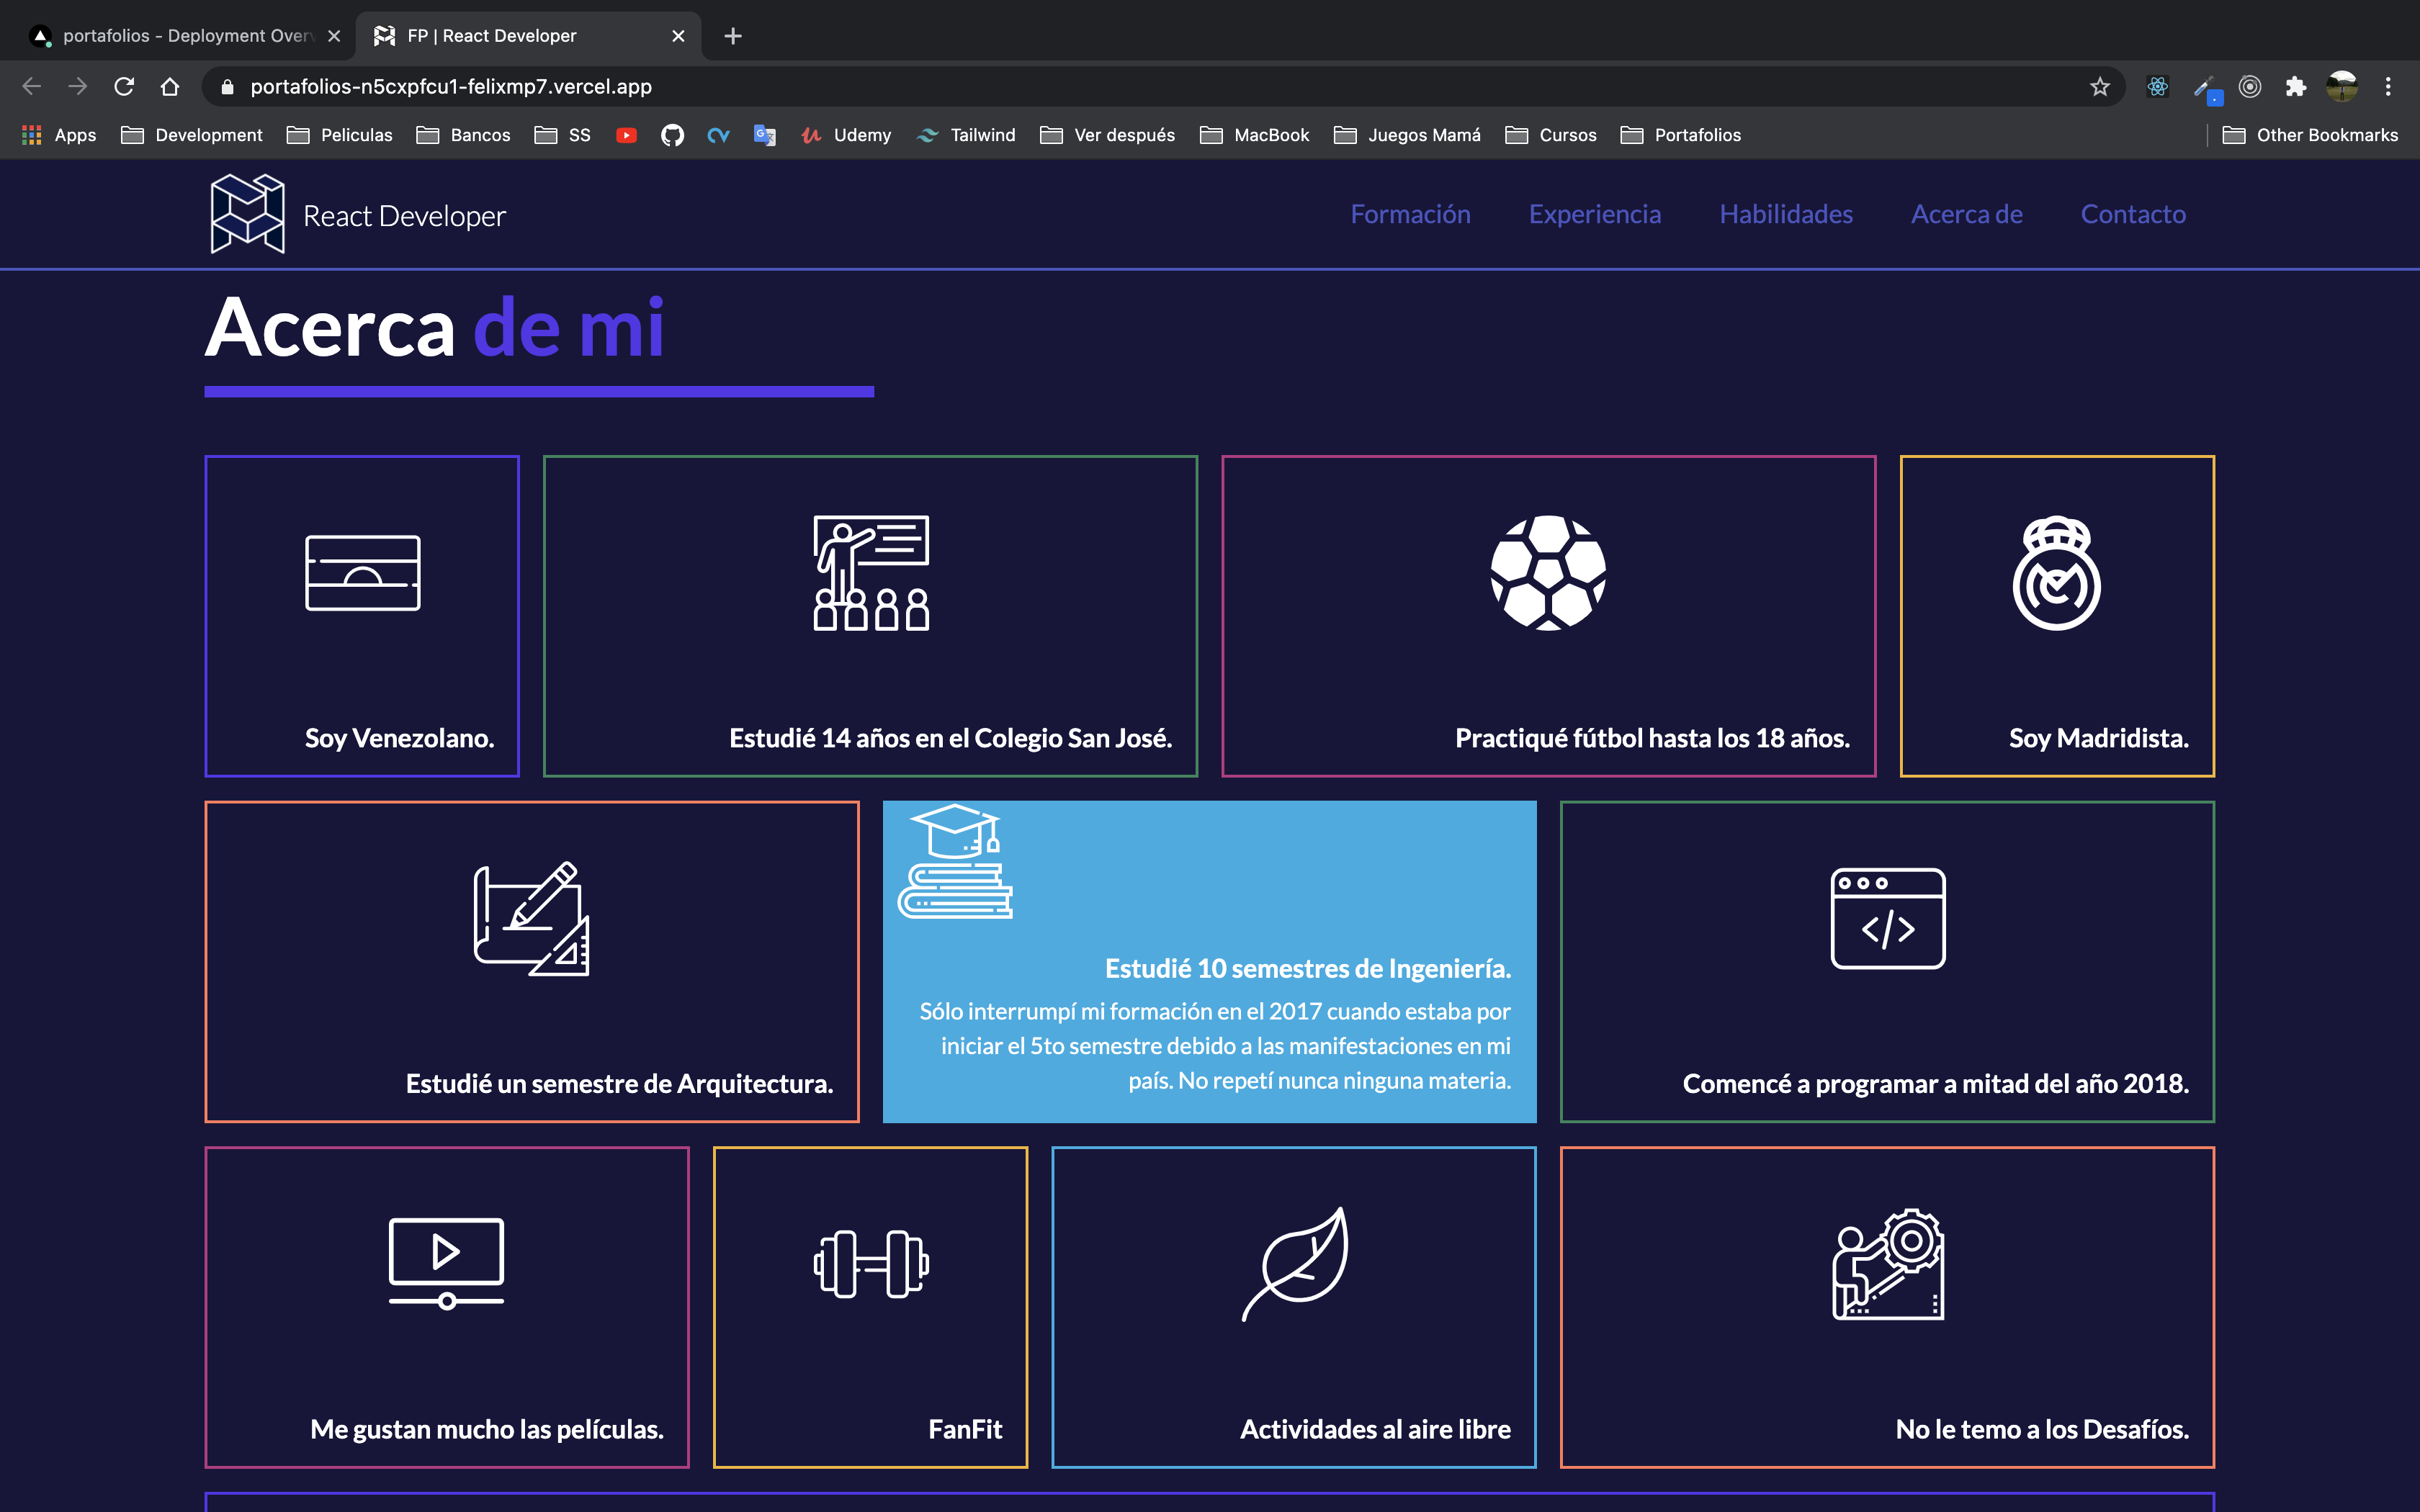 portafolios - Deployment Over
FP | React Developer
portafolios-n5cxpfcu1-felixmp7.vercel.app
Apps Development Peliculas Bancos SS Udemy Tailwind Ver después MacBook Juegos Mamá Cursos Portafolios Other Bookmarks
React Developer
Formación Experiencia Habilidades Acerca de Contacto
Acerca de mi
Soy Venezolano.
Estudié 14 años en el Colegio San José.
Practiqué fútbol hasta los 18 años.
Soy Madridista.
Estudié un semestre de Arquitectura.
Estudié 10 semestres de Ingeniería.
Sólo interrumpí mi formación en el 2017 cuando estaba por
iniciar el 5to semestre debido a las manifestaciones en mi
país. No repetí nunca ninguna materia.
</>
Comencé a programar a mitad del año 2018.
Me gustan mucho las películas.
FanFit
Actividades al aire libre
No le temo a los Desafíos.